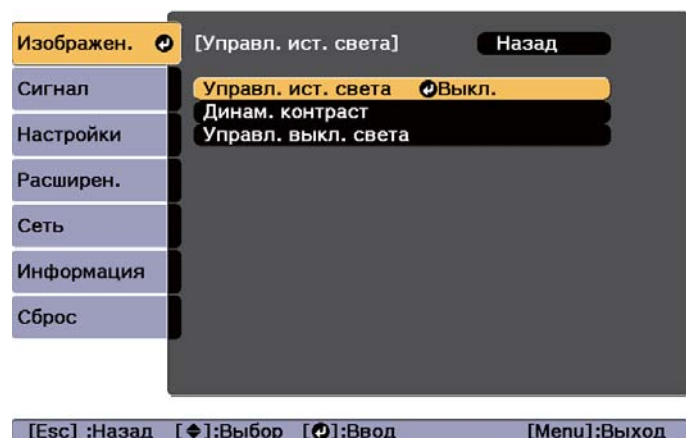 Изображен.
Сигнал
Настройки
Расширен.
Сеть
Информация
Сброс
[Управл. ист. света] Назад
Управл. ист. света Выкл.
Динам. контраст
Управл. выкл. света
[Esc] :Назад [◆]:Выбор [↵]:Ввод [Menu]:Выход